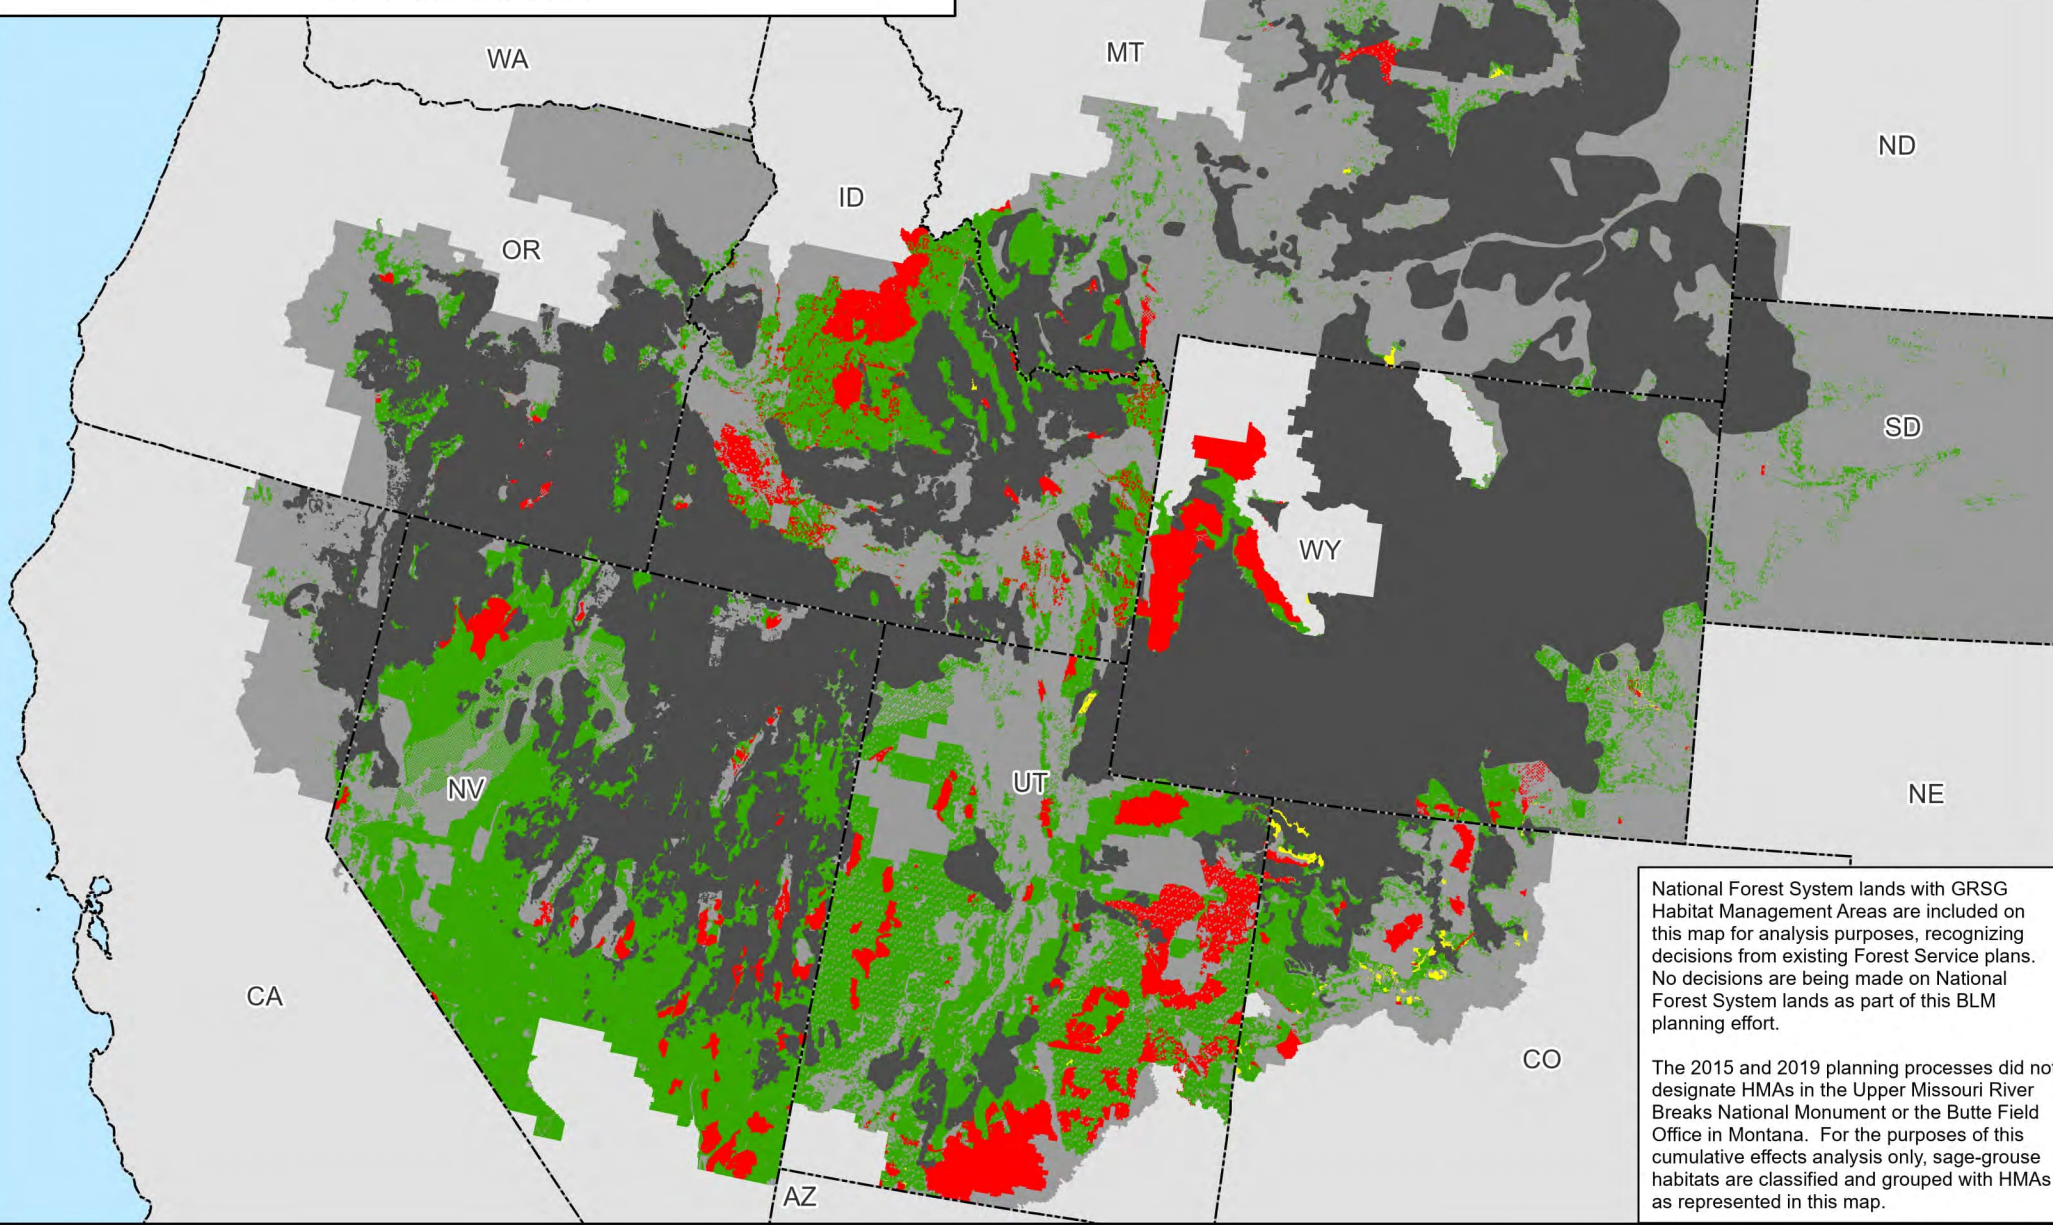 WA
MT
ND
ID
OR
SD
WY
UT
NV
NE
CA
CO
AZ
National Forest System lands with GRSG
Habitat Management Areas are included on
this map for analysis purposes, recognizing
decisions from existing Forest Service plans.
No decisions are being made on National
Forest System lands as part of this BLM
planning effort.
The 2015 and 2019 planning processes did not
designate HMAs in the Upper Missouri River
Breaks National Monument or the Butte Field
Office in Montana. For the purposes of this
cumulative effects analysis only, sage-grouse
habitats are classified and grouped with HMAs
as represented in this map.